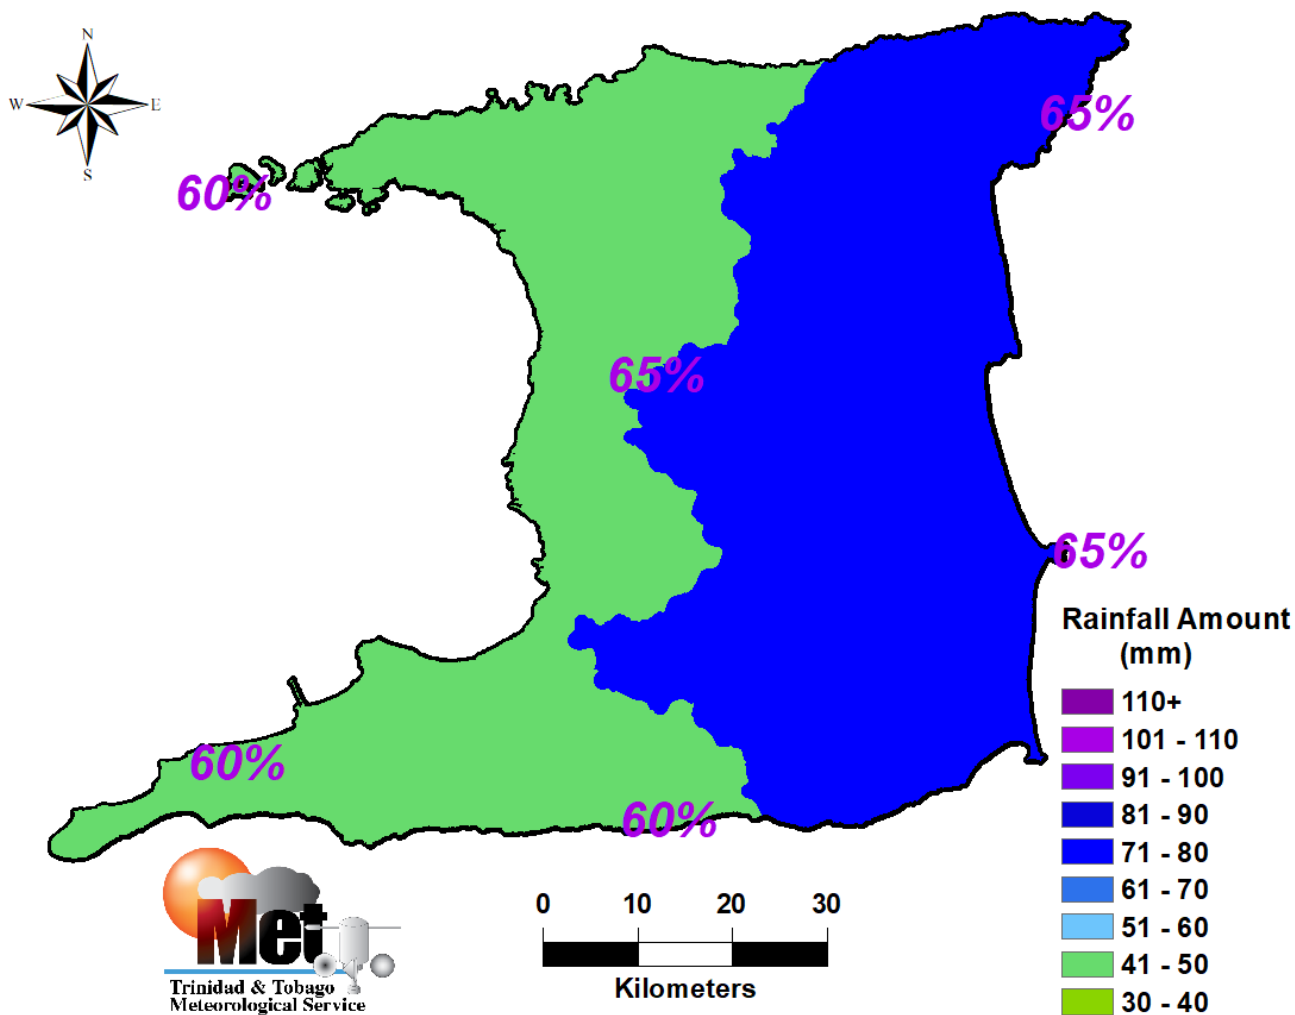 N
W
E
S
65%
60%
65%
65%
60%
60%
Rainfall Amount
(mm)
110+
101 - 110
91 - 100
81 - 90
71 - 80
61 - 70
51 - 60
41 - 50
30 - 40
Met
Trinidad & Tobago
Meteorological Service
0 10 20 30
Kilometers